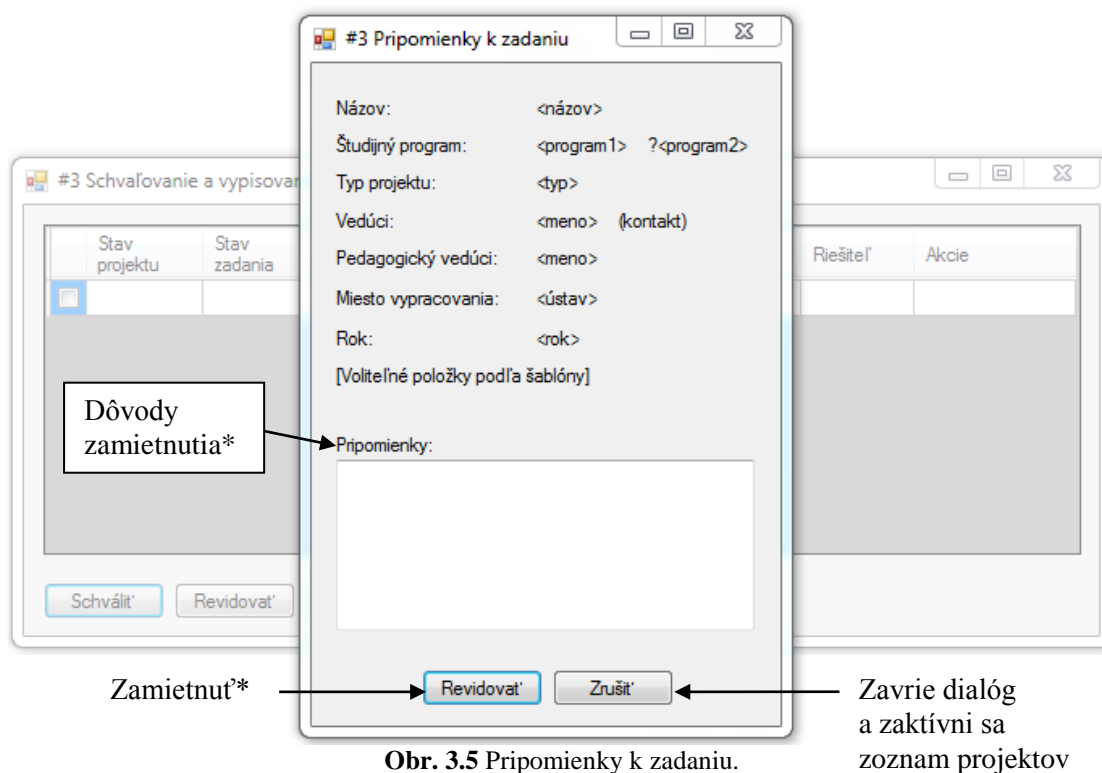 #3 Pripomienky k zadaniu
Názov: <názov>
Študijný program: <program1> ?<program2>
Typ projektu: <typ>
Vedúci: <meno> (kontakt)
Pedagogický vedúci: <meno>
Miesto vypracovania: <ústav>
Rok: <rok>
[Voliteľné položky podľa šablóny]
Pripomienky:
Revidovať Zrušiť
#3 Schvaľovanie a vypisovan
Stav projektu
Stav zadania
Riešiteľ
Akcie
Schváliť Revidovať
Dôvody
zamietnutia*
Zamietnuť*
Zavrie dialóg
a zaktívni sa
zoznam projektov
Obr. 3.5 Pripomienky k zadaniu.